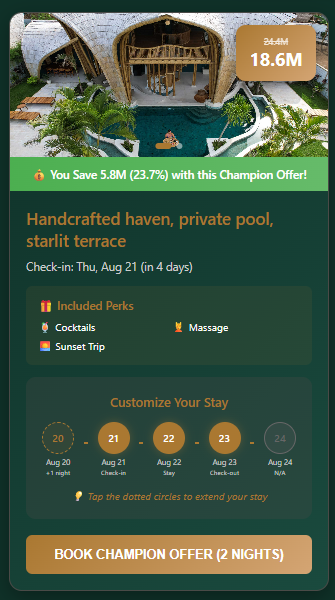 24.4M
18.6M
You Save 5.8M (23.7%) with this Champion Offer!
Handcrafted haven, private pool,
starlit terrace
Check-in: Thu, Aug 21 (in 4 days)
Included Perks
Cocktails
Massage
Sunset Trip
Customize Your Stay
20 - 21 - 22 - 23 - 24
Aug 20 Aug 21 Aug 22 Aug 23 Aug 24
+1 night Check-in Stay Check-out N/A
Tap the dotted circles to extend your stay
BOOK CHAMPION OFFER (2 NIGHTS)